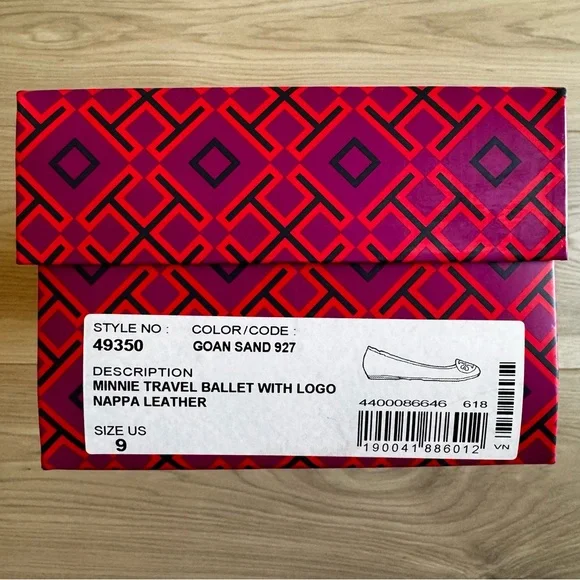 STYLE NO : COLOR/CODE :
49350 GOAN SAND 927
DESCRIPTION
MINNIE TRAVEL BALLET WITH LOGO
NAPPA LEATHER
SIZE US
9
4400086646 618
190041 886012
VN